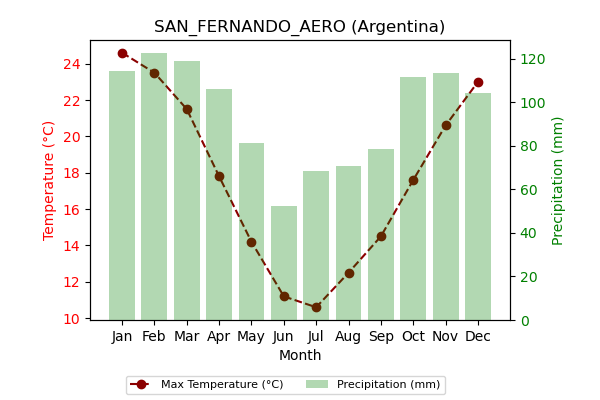 SAN_FERNANDO_AERO (Argentina)
24
22
20
18
16
14
12
10
Temperature (°C)
120
100
80
60
40
20
0
Precipitation (mm)
Jan Feb Mar Apr May Jun Jul Aug Sep Oct Nov Dec
Month
Max Temperature (°C) Precipitation (mm)